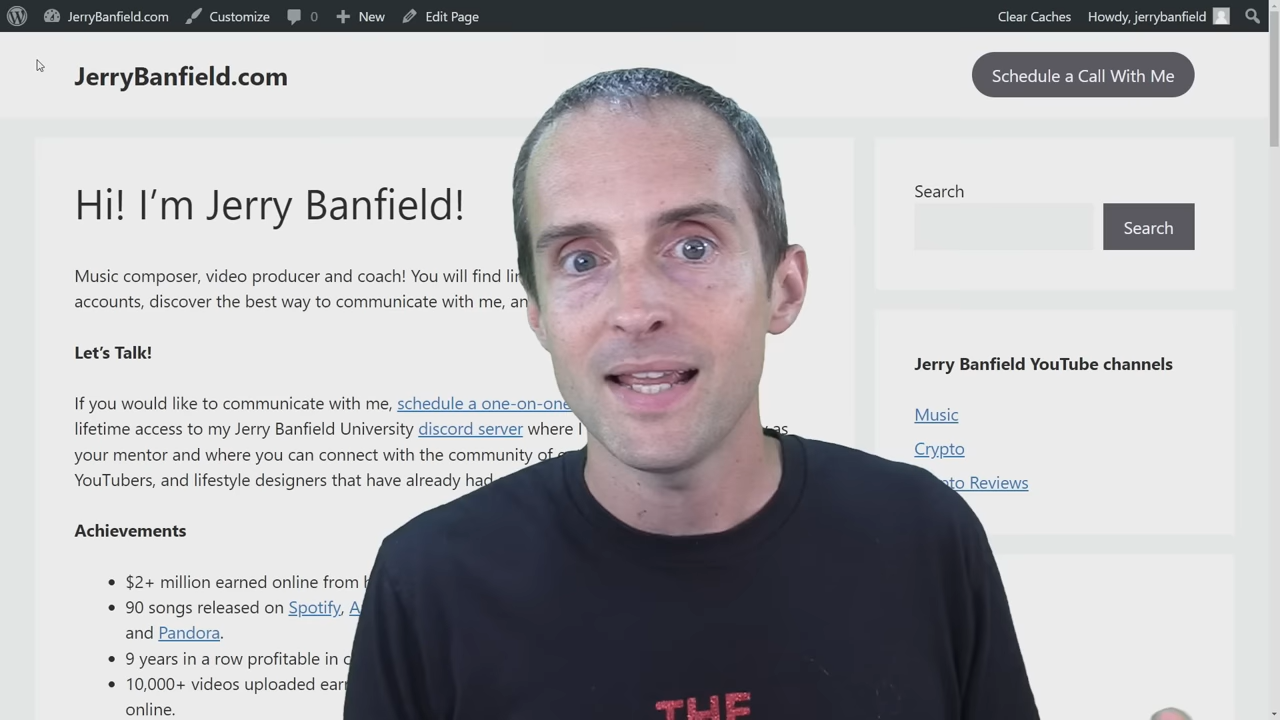 JerryBanfield.com Customize 0 New Edit Page Clear Caches Howdy, jerrybanfield
JerryBanfield.com
Schedule a Call With Me
Hi! I'm Jerry Banfield!
Music composer, video producer and coach! You will find
accounts, discover the best way to communicate with me,
Let's Talk!
If you would like to communicate with me, schedule a one-on-one
lifetime access to my Jerry Banfield University discord server where I as
your mentor and where you can connect with the community of
YouTubers, and lifestyle designers that have already had
Achievements
• $2+ million earned online from
• 90 songs released on Spotify,
and Pandora.
• 9 years in a row profitable in
• 10,000+ videos uploaded
online.
Search
Search
Jerry Banfield YouTube channels
Music
Crypto
Reviews
THE